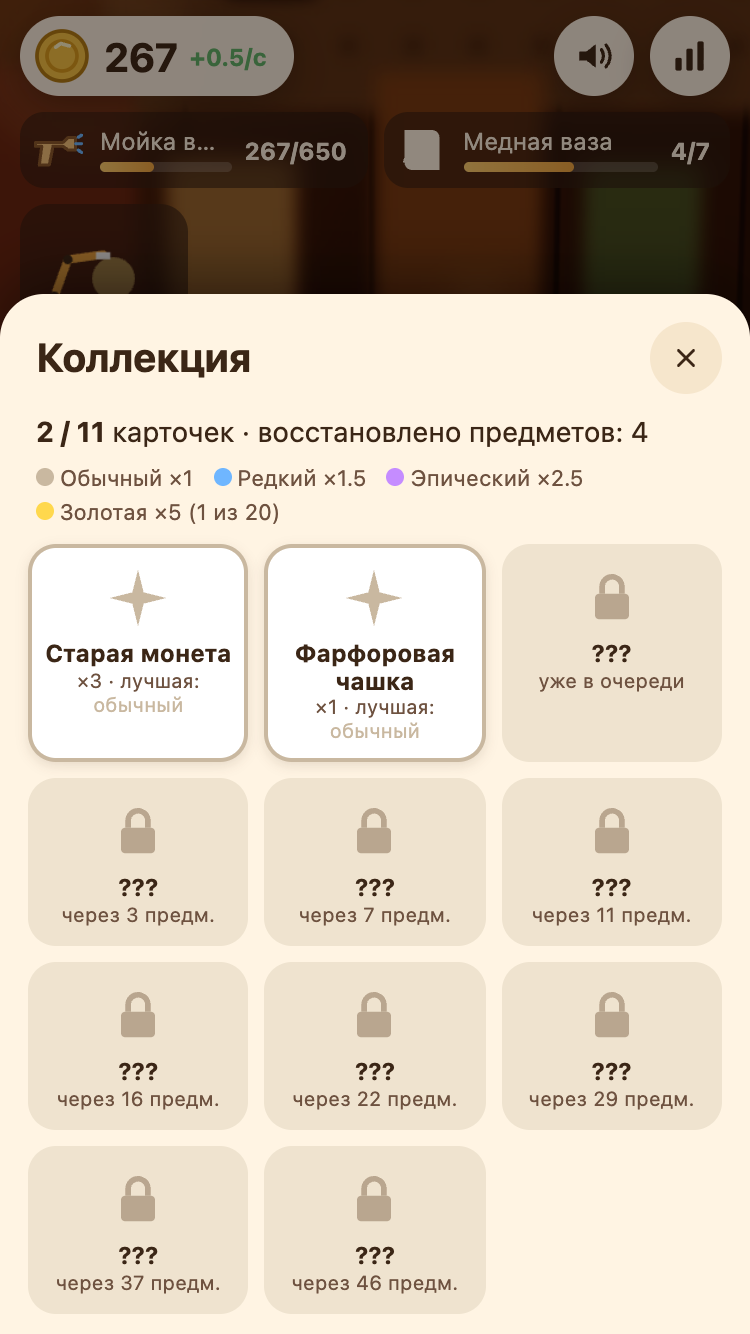 267 +0.5/с
Мойка в... 267/650
Медная ваза 4/7
Коллекция
2 / 11 карточек · восстановлено предметов: 4
Обычный ×1 Редкий ×1.5 Эпический ×2.5
Золотая ×5 (1 из 20)
Старая монета
×3 · лучшая:
обычный
Фарфоровая
чашка
×1 · лучшая:
обычный
???
уже в очереди
???
через 3 предм.
???
через 7 предм.
???
через 11 предм.
???
через 16 предм.
???
через 22 предм.
???
через 29 предм.
???
через 37 предм.
???
через 46 предм.